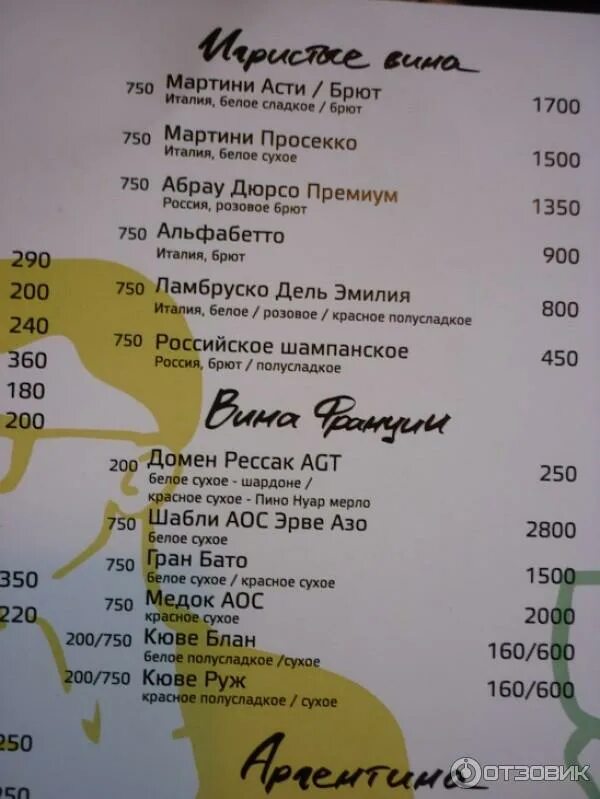 Игристые вина
750 Мартини Асти / Брют 1700
Италия, белое сладкое / брют
750 Мартини Просекко 1500
Италия, белое сухое
750 Абрау Дюрсо Премиум 1350
Россия, розовое брют
750 Альфабетто 900
Италия, брют
290
750 Ламбруско Дель Эмилия 800
200
Италия, белое / розовое / красное полусладкое
240
750 Российское шампанское 450
360
Россия, брют / полусладкое
180
200
Вина Франции
200 Домен Рессак AGT 250
белое сухое - шардоне /
красное сухое - Пино Нуар мерло
750 Шабли АОС Эрве Азо 2800
белое сухое
750 Гран Бато 1500
350
белое сухое / красное сухое
750 Медок АОС 2000
220
красное сухое
200/750 Кюве Блан 160/600
белое полусладкое /сухое
200/750 Кюве Руж 160/600
красное полусладкое / сухое
250
Аргентина
250
ОТЗОВИК